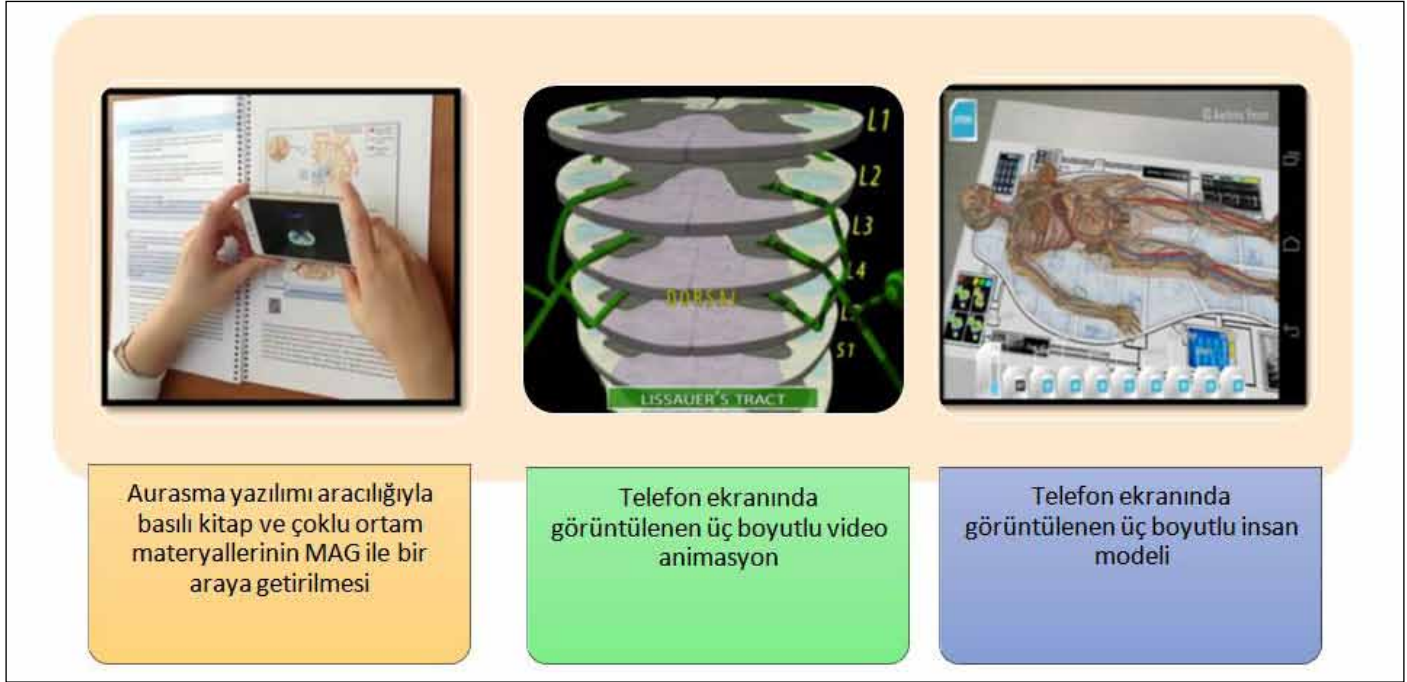 L1
L2
L3
L4
DORSAL
S1
LISSAUER'S TRACT
Aurasma yazılımı aracılığıyla
basılı kitap ve çoklu ortam
materyallerinin MAG ile bir
araya getirilmesi
Telefon ekranında
görüntülenen üç boyutlu video
animasyon
Telefon ekranında
görüntülenen üç boyutlu insan
modeli